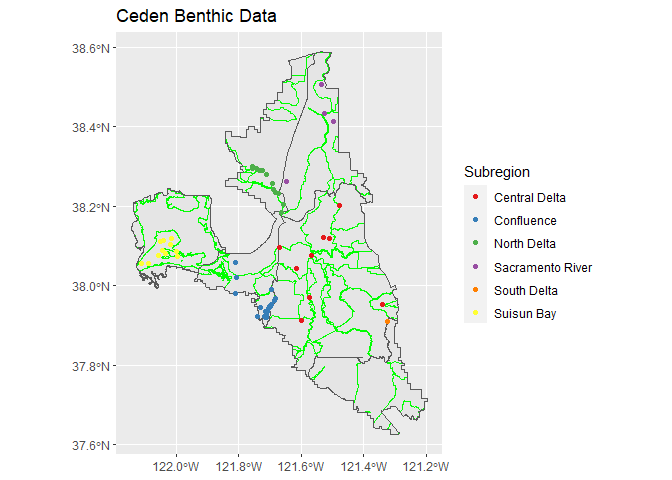 Ceden Benthic Data
38.6°N
38.4°N
38.2°N
38.0°N
37.8°N
37.6°N
122.0°W 121.8°W 121.6°W 121.4°W 121.2°W
Subregion
Central Delta
Confluence
North Delta
Sacramento River
South Delta
Suisun Bay